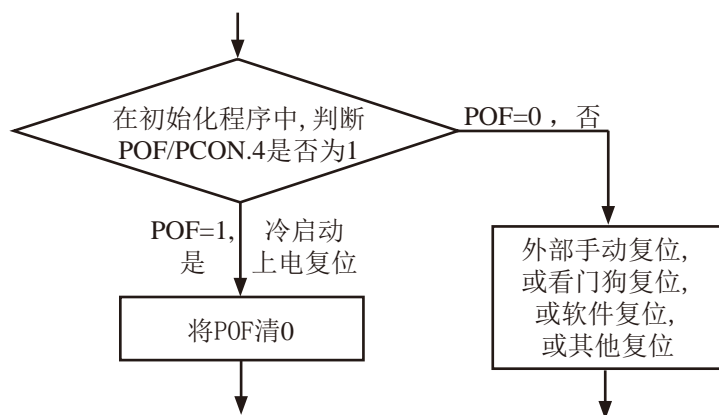 在初始化程序中,判断
POF/PCON.4是否为1
POF=0 ，否
POF=1,
是
冷启动
上电复位
将POF清0
外部手动复位,
或看门狗复位,
或软件复位,
或其他复位